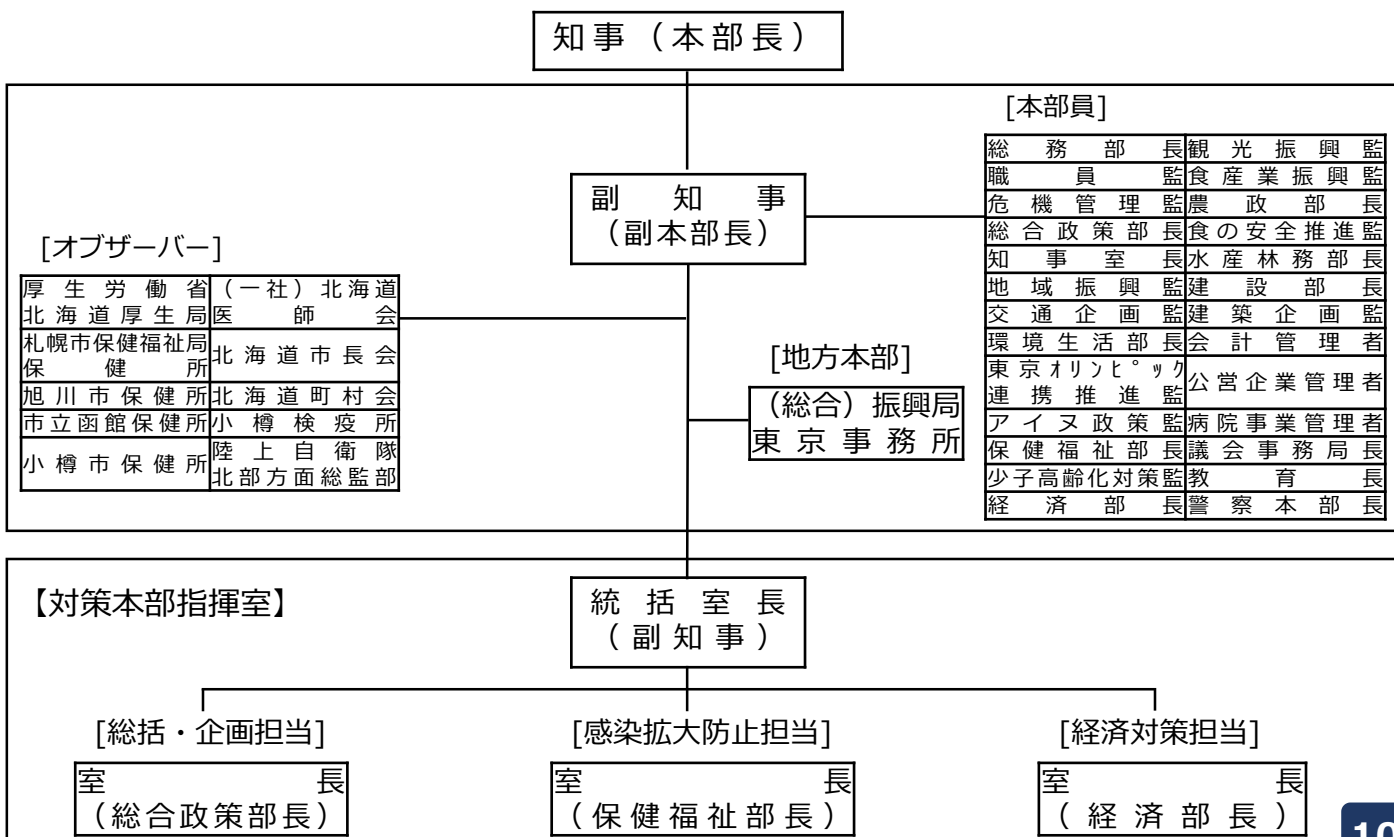 知事（本部長）
[本部員]
副知事
（副本部長）
総務部長 観光振興監
職員監 食産業振興監
危機管理監 農政部長
総合政策部長 食の安全推進監
知事室長 水産林務部長
地域振興監 建設部長
交通企画監 建築企画監
環境生活部長 会計管理者
東京オリンピック
連携推進監 公営企業管理者
アイヌ政策監 病院事業管理者
保健福祉部長 議会事務局長
少子高齢化対策監 教育長
経済部長 警察本部長
[オブザーバー]
厚生労働省 （一社）北海道
北海道厚生局 医師会
札幌市保健福祉局
保健所 北海道市長会
旭川市保健所 北海道町村会
市立函館保健所 小樽検疫所
小樽市保健所 陸上自衛隊
北部方面総監部
[地方本部]
（総合）振興局
東京事務所
【対策本部指揮室】
統括室長
（副知事）
[総括・企画担当]
室長
（総合政策部長）
[感染拡大防止担当]
室長
（保健福祉部長）
[経済対策担当]
室長
（経済部長）